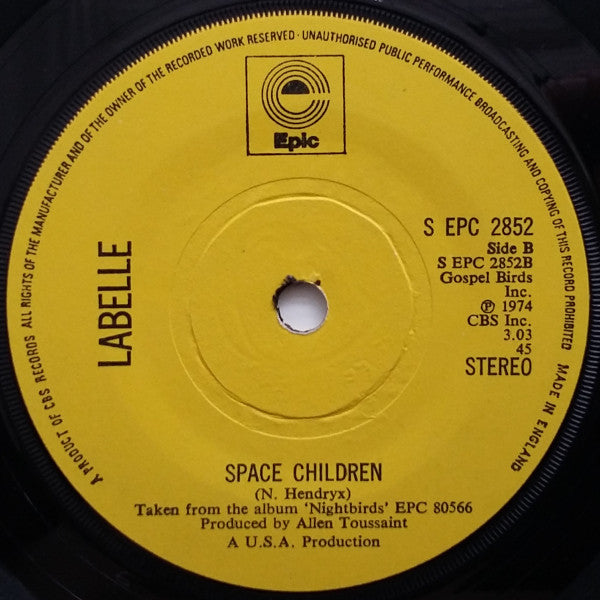 A PRODUCT OF CBS RECORDS ALL RIGHTS OF THE MANUFACTURER AND OF THE OWNER OF THE RECORDED WORK RESERVED · UNAUTHORISED PUBLIC PERFORMANCE BROADCASTING AND COPYING OF THIS RECORD PROHIBITED MADE IN ENGLAND
e
Epic
LABELLE
S EPC 2852
Side B
S EPC 2852B
Gospel Birds
Inc.
℗ 1974
CBS Inc.
3.03
45
STEREO
SPACE CHILDREN
(N. Hendryx)
Taken from the album 'Nightbirds' EPC 80566
Produced by Allen Toussaint
A U.S.A. Production